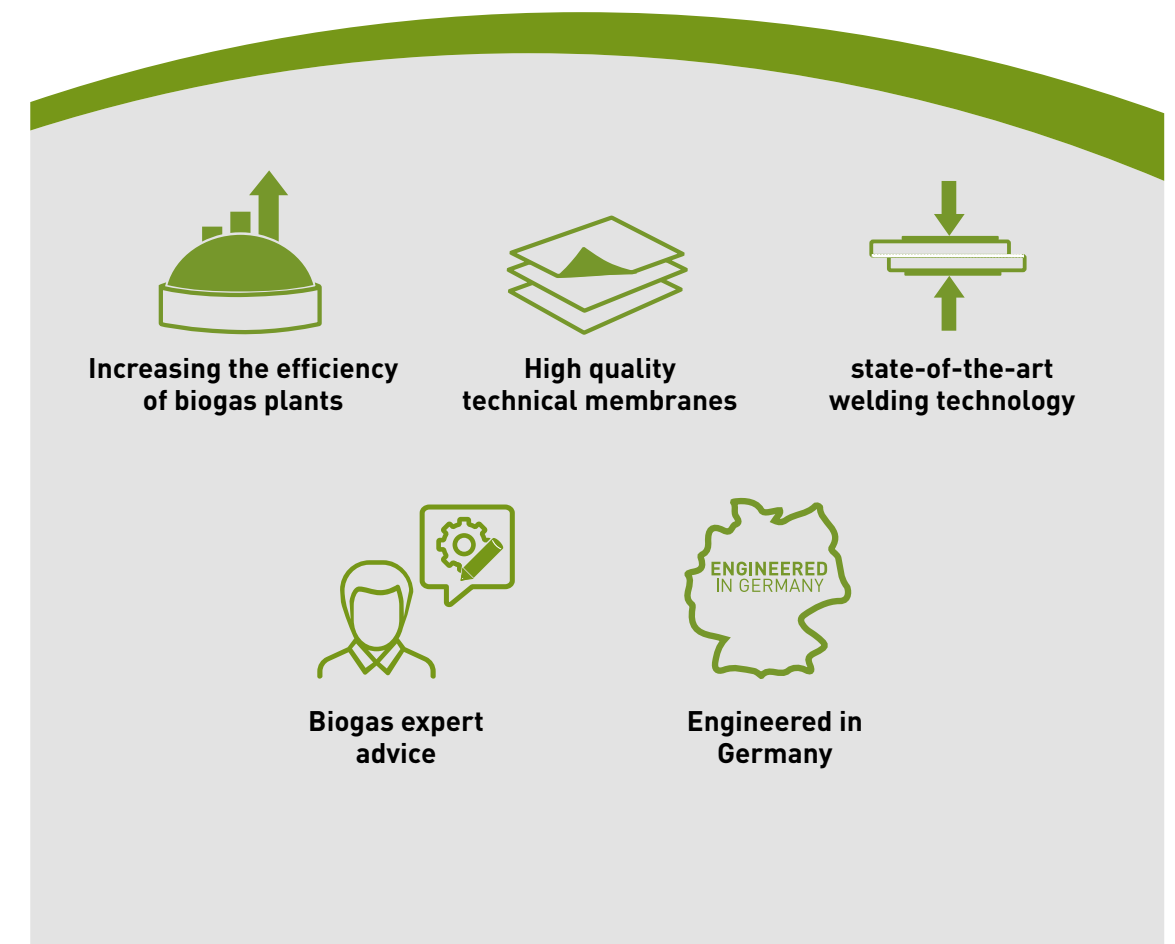 Increasing the efficiency
of biogas plants
High quality
technical membranes
state-of-the-art
welding technology
ENGINEERED
IN GERMANY
Biogas expert
advice
Engineered in
Germany